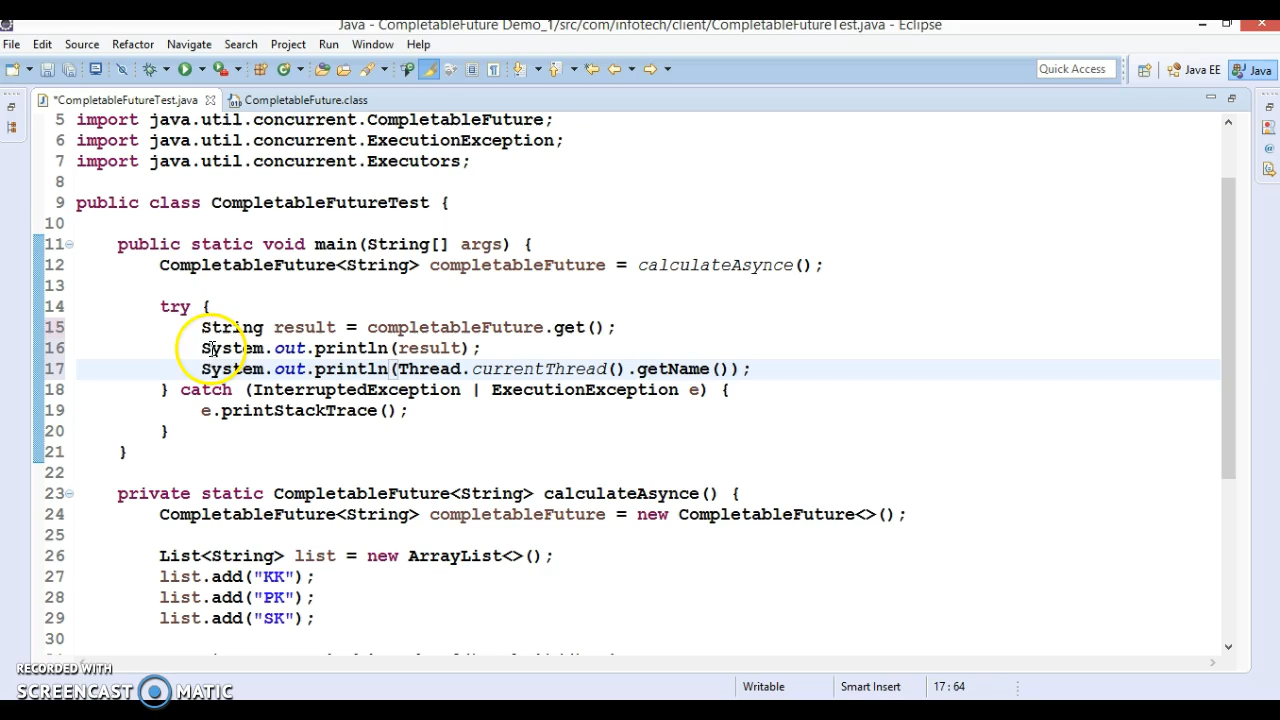 Java - CompletableFuture Demo_1/src/com/infotech/client/CompletableFutureTest.java - Eclipse
File Edit Source Refactor Navigate Search Project Run Window Help
Quick Access Java EE Java
*CompletableFutureTest.java CompletableFuture.class
5 import java.util.concurrent.CompletableFuture;
6 import java.util.concurrent.ExecutionException;
7 import java.util.concurrent.Executors;
8
9 public class CompletableFutureTest {
10
11 public static void main(String[] args) {
12 CompletableFuture<String> completableFuture = calculateAsynce();
13
14 try {
15 String result = completableFuture.get();
16 System.out.println(result);
17 System.out.println(Thread.currentThread().getName());
18 } catch (InterruptedException | ExecutionException e) {
19 e.printStackTrace();
20 }
21 }
22
23 private static CompletableFuture<String> calculateAsynce() {
24 CompletableFuture<String> completableFuture = new CompletableFuture<>();
25
26 List<String> list = new ArrayList<>();
27 list.add("KK");
28 list.add("PK");
29 list.add("SK");
30
RECORDED WITH
SCREENCAST MATIC
Writable Smart Insert 17 : 64